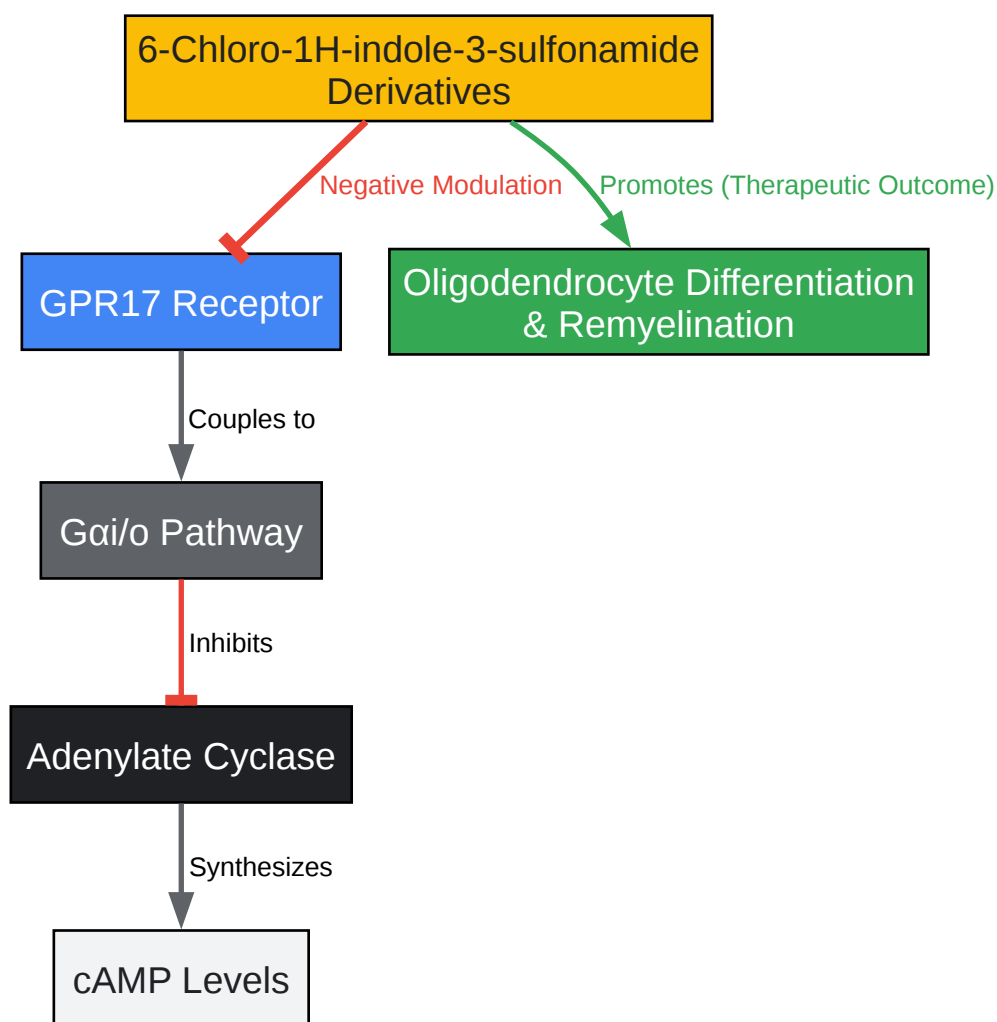 6-Chloro-1H-indole-3-sulfonamide
Derivatives
Negative Modulation
Promotes (Therapeutic Outcome)
GPR17 Receptor
Oligodendrocyte Differentiation
& Remyelination
Couples to
Gαi/o Pathway
Inhibits
Adenylate Cyclase
Synthesizes
cAMP Levels